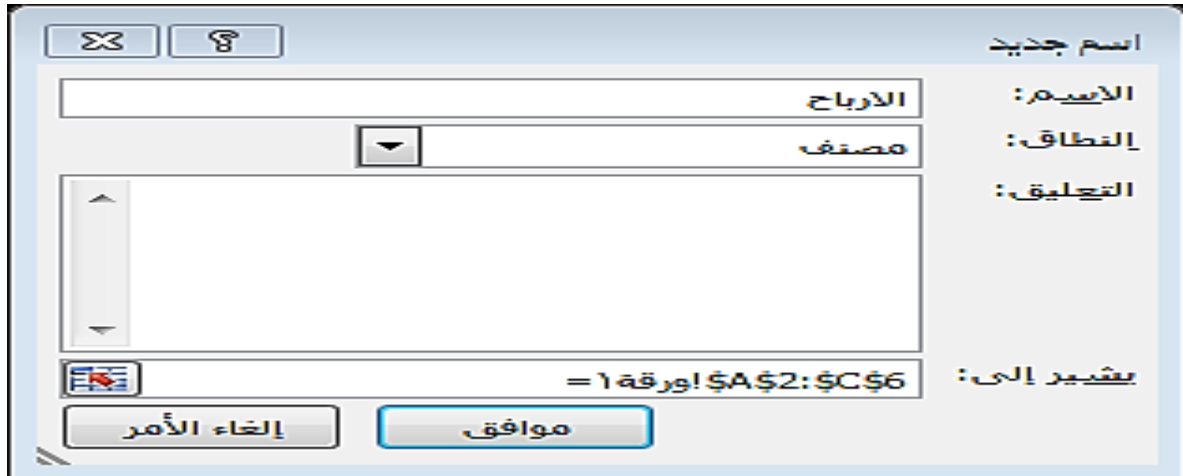 اسم جديد
الاسم: الارباح
النطاق: مصنف
التعليق:
يشير إلى: =ورقة١!$A$2:$C$6
موافق إلغاء الأمر